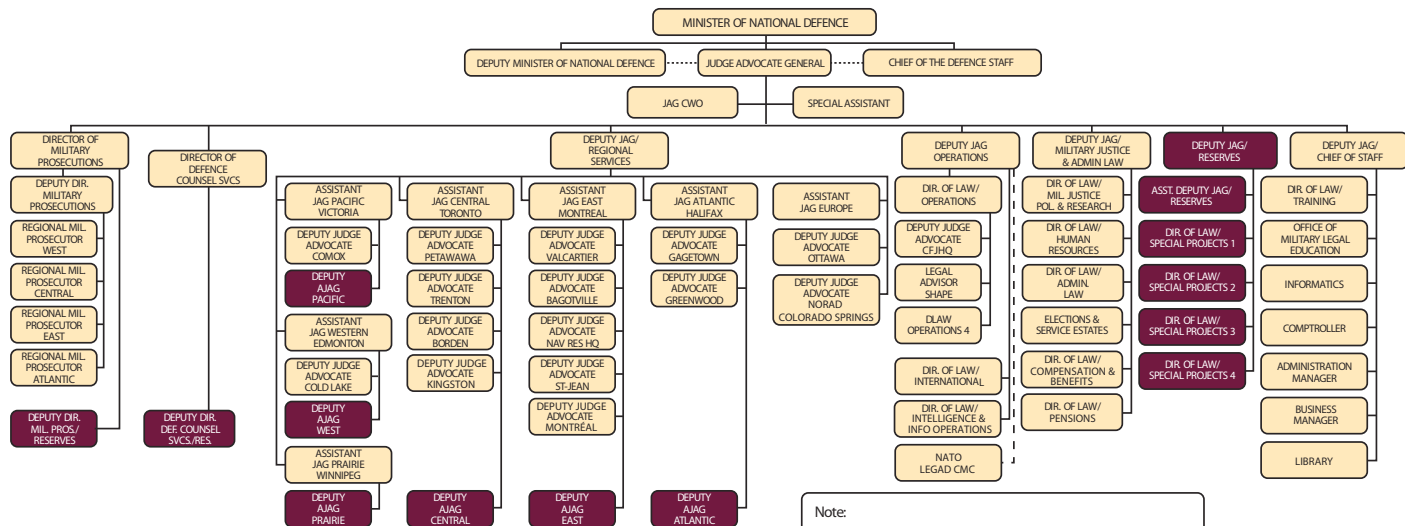 MINISTER OF NATIONAL DEFENCE
DEPUTY MINISTER OF NATIONAL DEFENCE
JUDGE ADVOCATE GENERAL
CHIEF OF THE DEFENCE STAFF
JAG CWO
SPECIAL ASSISTANT
DIRECTOR OF
MILITARY
PROSECUTIONS
DEPUTY DIR.
MILITARY
PROSECUTIONS
REGIONAL MIL.
PROSECUTOR
WEST
REGIONAL MIL.
PROSECUTOR
CENTRAL
REGIONAL MIL.
PROSECUTOR
EAST
REGIONAL MIL.
PROSECUTOR
ATLANTIC
DEPUTY DIR.
MIL. PROS./
RESERVES
DIRECTOR OF
DEFENCE
COUNSEL SVCS
DEPUTY DIR.
DEF. COUNSEL
SVCS./RES.
DEPUTY JAG/
REGIONAL
SERVICES
ASSISTANT
JAG PACIFIC
VICTORIA
DEPUTY JUDGE
ADVOCATE
COMOX
DEPUTY
AJAG
PACIFIC
ASSISTANT
JAG WESTERN
EDMONTON
DEPUTY JUDGE
ADVOCATE
COLD LAKE
DEPUTY
AJAG
WEST
ASSISTANT
JAG PRAIRIE
WINNIPEG
DEPUTY
AJAG
PRAIRIE
ASSISTANT
JAG CENTRAL
TORONTO
DEPUTY JUDGE
ADVOCATE
PETAWAWA
DEPUTY JUDGE
ADVOCATE
TRENTON
DEPUTY JUDGE
ADVOCATE
BORDEN
DEPUTY JUDGE
ADVOCATE
KINGSTON
DEPUTY
AJAG
CENTRAL
ASSISTANT
JAG EAST
MONTREAL
DEPUTY JUDGE
ADVOCATE
VALCARTIER
DEPUTY JUDGE
ADVOCATE
BAGOTVILLE
DEPUTY JUDGE
ADVOCATE
NAV RES HQ
DEPUTY JUDGE
ADVOCATE
ST-JEAN
DEPUTY JUDGE
ADVOCATE
MONTRÉAL
DEPUTY
AJAG
EAST
ASSISTANT
JAG ATLANTIC
HALIFAX
DEPUTY JUDGE
ADVOCATE
GAGETOWN
DEPUTY JUDGE
ADVOCATE
GREENWOOD
DEPUTY
AJAG
ATLANTIC
ASSISTANT
JAG EUROPE
DEPUTY JUDGE
ADVOCATE
OTTAWA
DEPUTY JUDGE
ADVOCATE
NORAD
COLORADO SPRINGS
DEPUTY JAG
OPERATIONS
DIR. OF LAW/
OPERATIONS
DEPUTY JUDGE
ADVOCATE
CFJHQ
LEGAL
ADVISOR
SHAPE
DLAW
OPERATIONS 4
DIR. OF LAW/
INTERNATIONAL
DIR. OF LAW/
INTELLIGENCE &
INFO OPERATIONS
NATO
LEGAD CMC
DEPUTY JAG/
MILITARY JUSTICE
& ADMIN LAW
DIR. OF LAW/
MIL. JUSTICE
POL. & RESEARCH
DIR. OF LAW/
HUMAN
RESOURCES
DIR. OF LAW/
ADMIN.
LAW
ELECTIONS &
SERVICE ESTATES
DIR. OF LAW/
COMPENSATION &
BENEFITS
DIR. OF LAW/
PENSIONS
DEPUTY JAG/
RESERVES
ASST. DEPUTY JAG/
RESERVES
DIR. OF LAW/
SPECIAL PROJECTS 1
DIR. OF LAW/
SPECIAL PROJECTS 2
DIR. OF LAW/
SPECIAL PROJECTS 3
DIR. OF LAW/
SPECIAL PROJECTS 4
DEPUTY JAG/
CHIEF OF STAFF
DIR. OF LAW/
TRAINING
OFFICE OF
MILITARY LEGAL
EDUCATION
INFORMATICS
COMPTROLLER
ADMINISTRATION
MANAGER
BUSINESS
MANAGER
LIBRARY
Note: